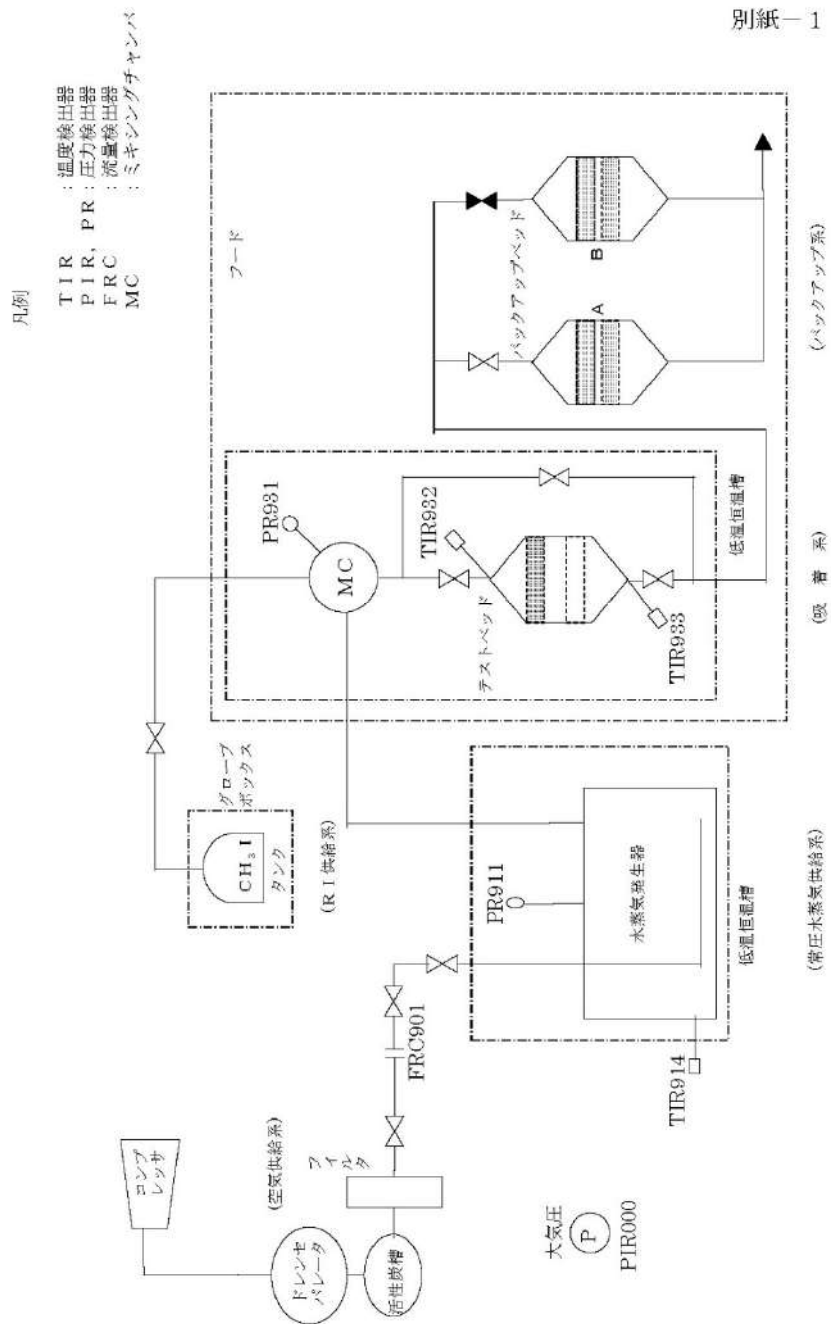 別紙－1
凡例
TIR ：温度検出器
PIR, PR ：圧力検出器
FRC ：流量検出器
MC ：ミキシングチャンバ
コンプ
レッサ
ドレンセ
パレータ
活性炭槽
(空気供給系)
フィル
タ
FRC901
大気圧
P
PIR000
グローブ
ボックス
CH₃I
タンク
(RI供給系)
PR911
水蒸気発生器
TIR914
低温恒温槽
(常圧水蒸気供給系)
フード
PR931
MC
TIR932
テストベッド
TIR933
低温恒温槽
(吸 着 系)
バックアップベッド
A
B
(バックアップ系)